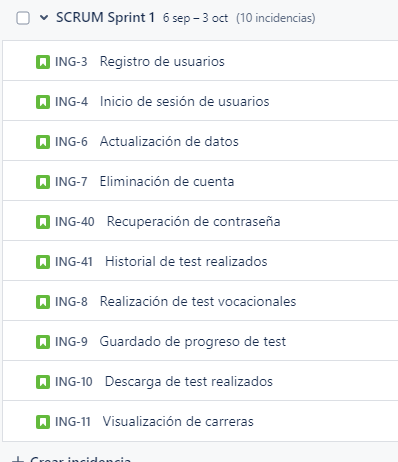 SCRUM Sprint 1 6 sep – 3 oct (10 incidencias)
ING-3 Registro de usuarios
ING-4 Inicio de sesión de usuarios
ING-6 Actualización de datos
ING-7 Eliminación de cuenta
ING-40 Recuperación de contraseña
ING-41 Historial de test realizados
ING-8 Realización de test vocacionales
ING-9 Guardado de progreso de test
ING-10 Descarga de test realizados
ING-11 Visualización de carreras
+ Crear incidencia